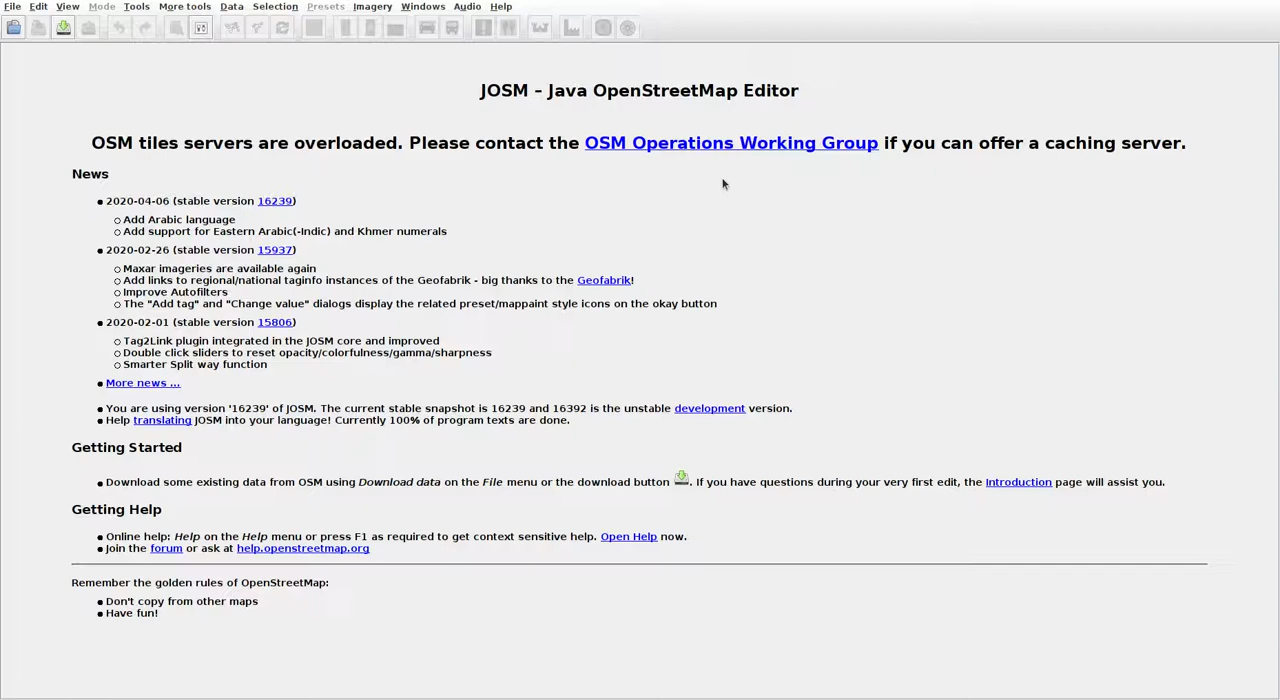 File Edit View Mode Tools More tools Data Selection Presets Imagery Windows Audio Help
JOSM – Java OpenStreetMap Editor
OSM tiles servers are overloaded. Please contact the OSM Operations Working Group if you can offer a caching server.
News
2020-04-06 (stable version 16239)
Add Arabic language
Add support for Eastern Arabic(-Indic) and Khmer numerals
2020-02-26 (stable version 15937)
Maxar imageries are available again
Add links to regional/national taginfo instances of the Geofabrik - big thanks to the Geofabrik!
Improve Autofilters
The "Add tag" and "Change value" dialogs display the related preset/mappaint style icons on the okay button
2020-02-01 (stable version 15806)
Tag2Link plugin integrated in the JOSM core and improved
Double click sliders to reset opacity/colorfulness/gamma/sharpness
Smarter Split way function
More news ...
You are using version '16239' of JOSM. The current stable snapshot is 16239 and 16392 is the unstable development version.
Help translating JOSM into your language! Currently 100% of program texts are done.
Getting Started
Download some existing data from OSM using Download data on the File menu or the download button . If you have questions during your very first edit, the Introduction page will assist you.
Getting Help
Online help: Help on the Help menu or press F1 as required to get context sensitive help. Open Help now.
Join the forum or ask at help.openstreetmap.org
Remember the golden rules of OpenStreetMap:
Don't copy from other maps
Have fun!